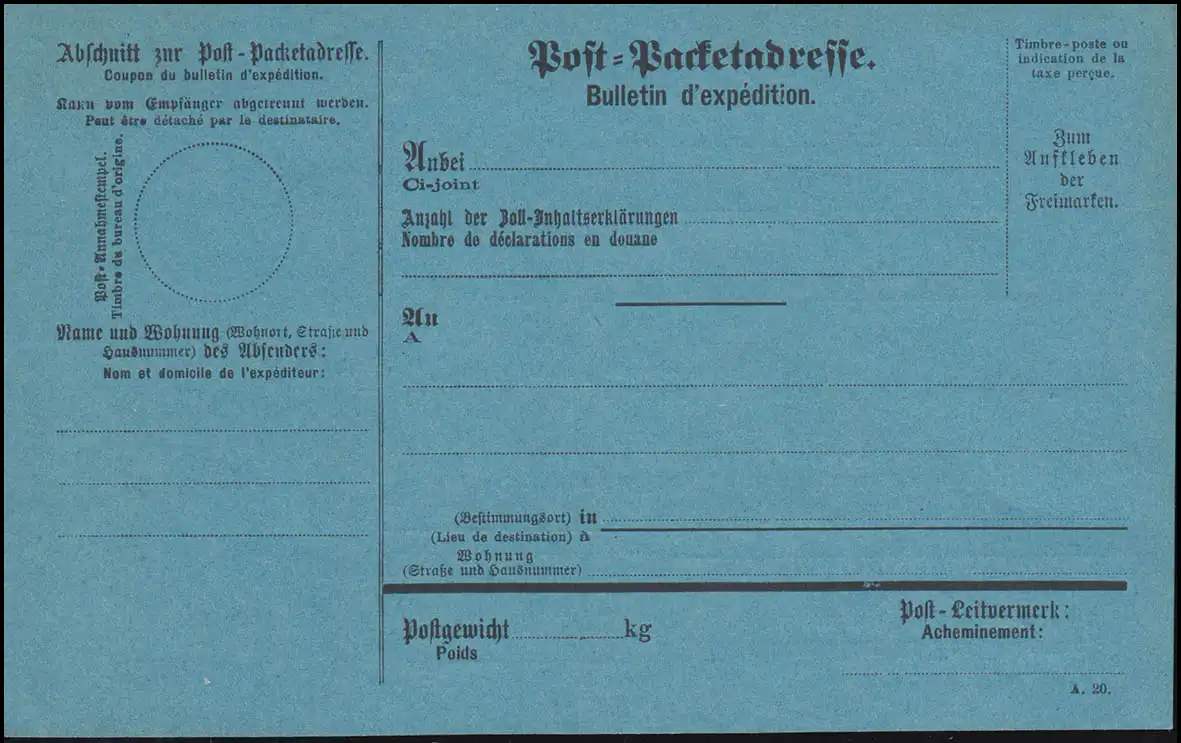 Abschnitt zur Post-Packetadresse.
Coupon du bulletin d'expédition.
Kann vom Empfänger abgetrennt werden.
Peut être détaché par le destinataire.
Post-Annahmestempel.
Timbre du bureau d'origine.
Name und Wohnung (Wohnort, Straße und
Hausnummer) des Absenders:
Nom et domicile de l'expéditeur:
Post-Packetadresse.
Bulletin d'expédition.
Timbre-poste ou
indication de la
taxe perçue.
Zum
Aufkleben
der
Freimarken.
Anbei
Ci-joint
Anzahl der Zoll-Inhaltserklärungen
Nombre de déclarations en douane
An
A
(Bestimmungsort) in
(Lieu de destination) à
Wohnung
(Straße und Hausnummer)
Postgewicht kg
Poids
Post-Leitvermerk:
Acheminement:
A. 20.